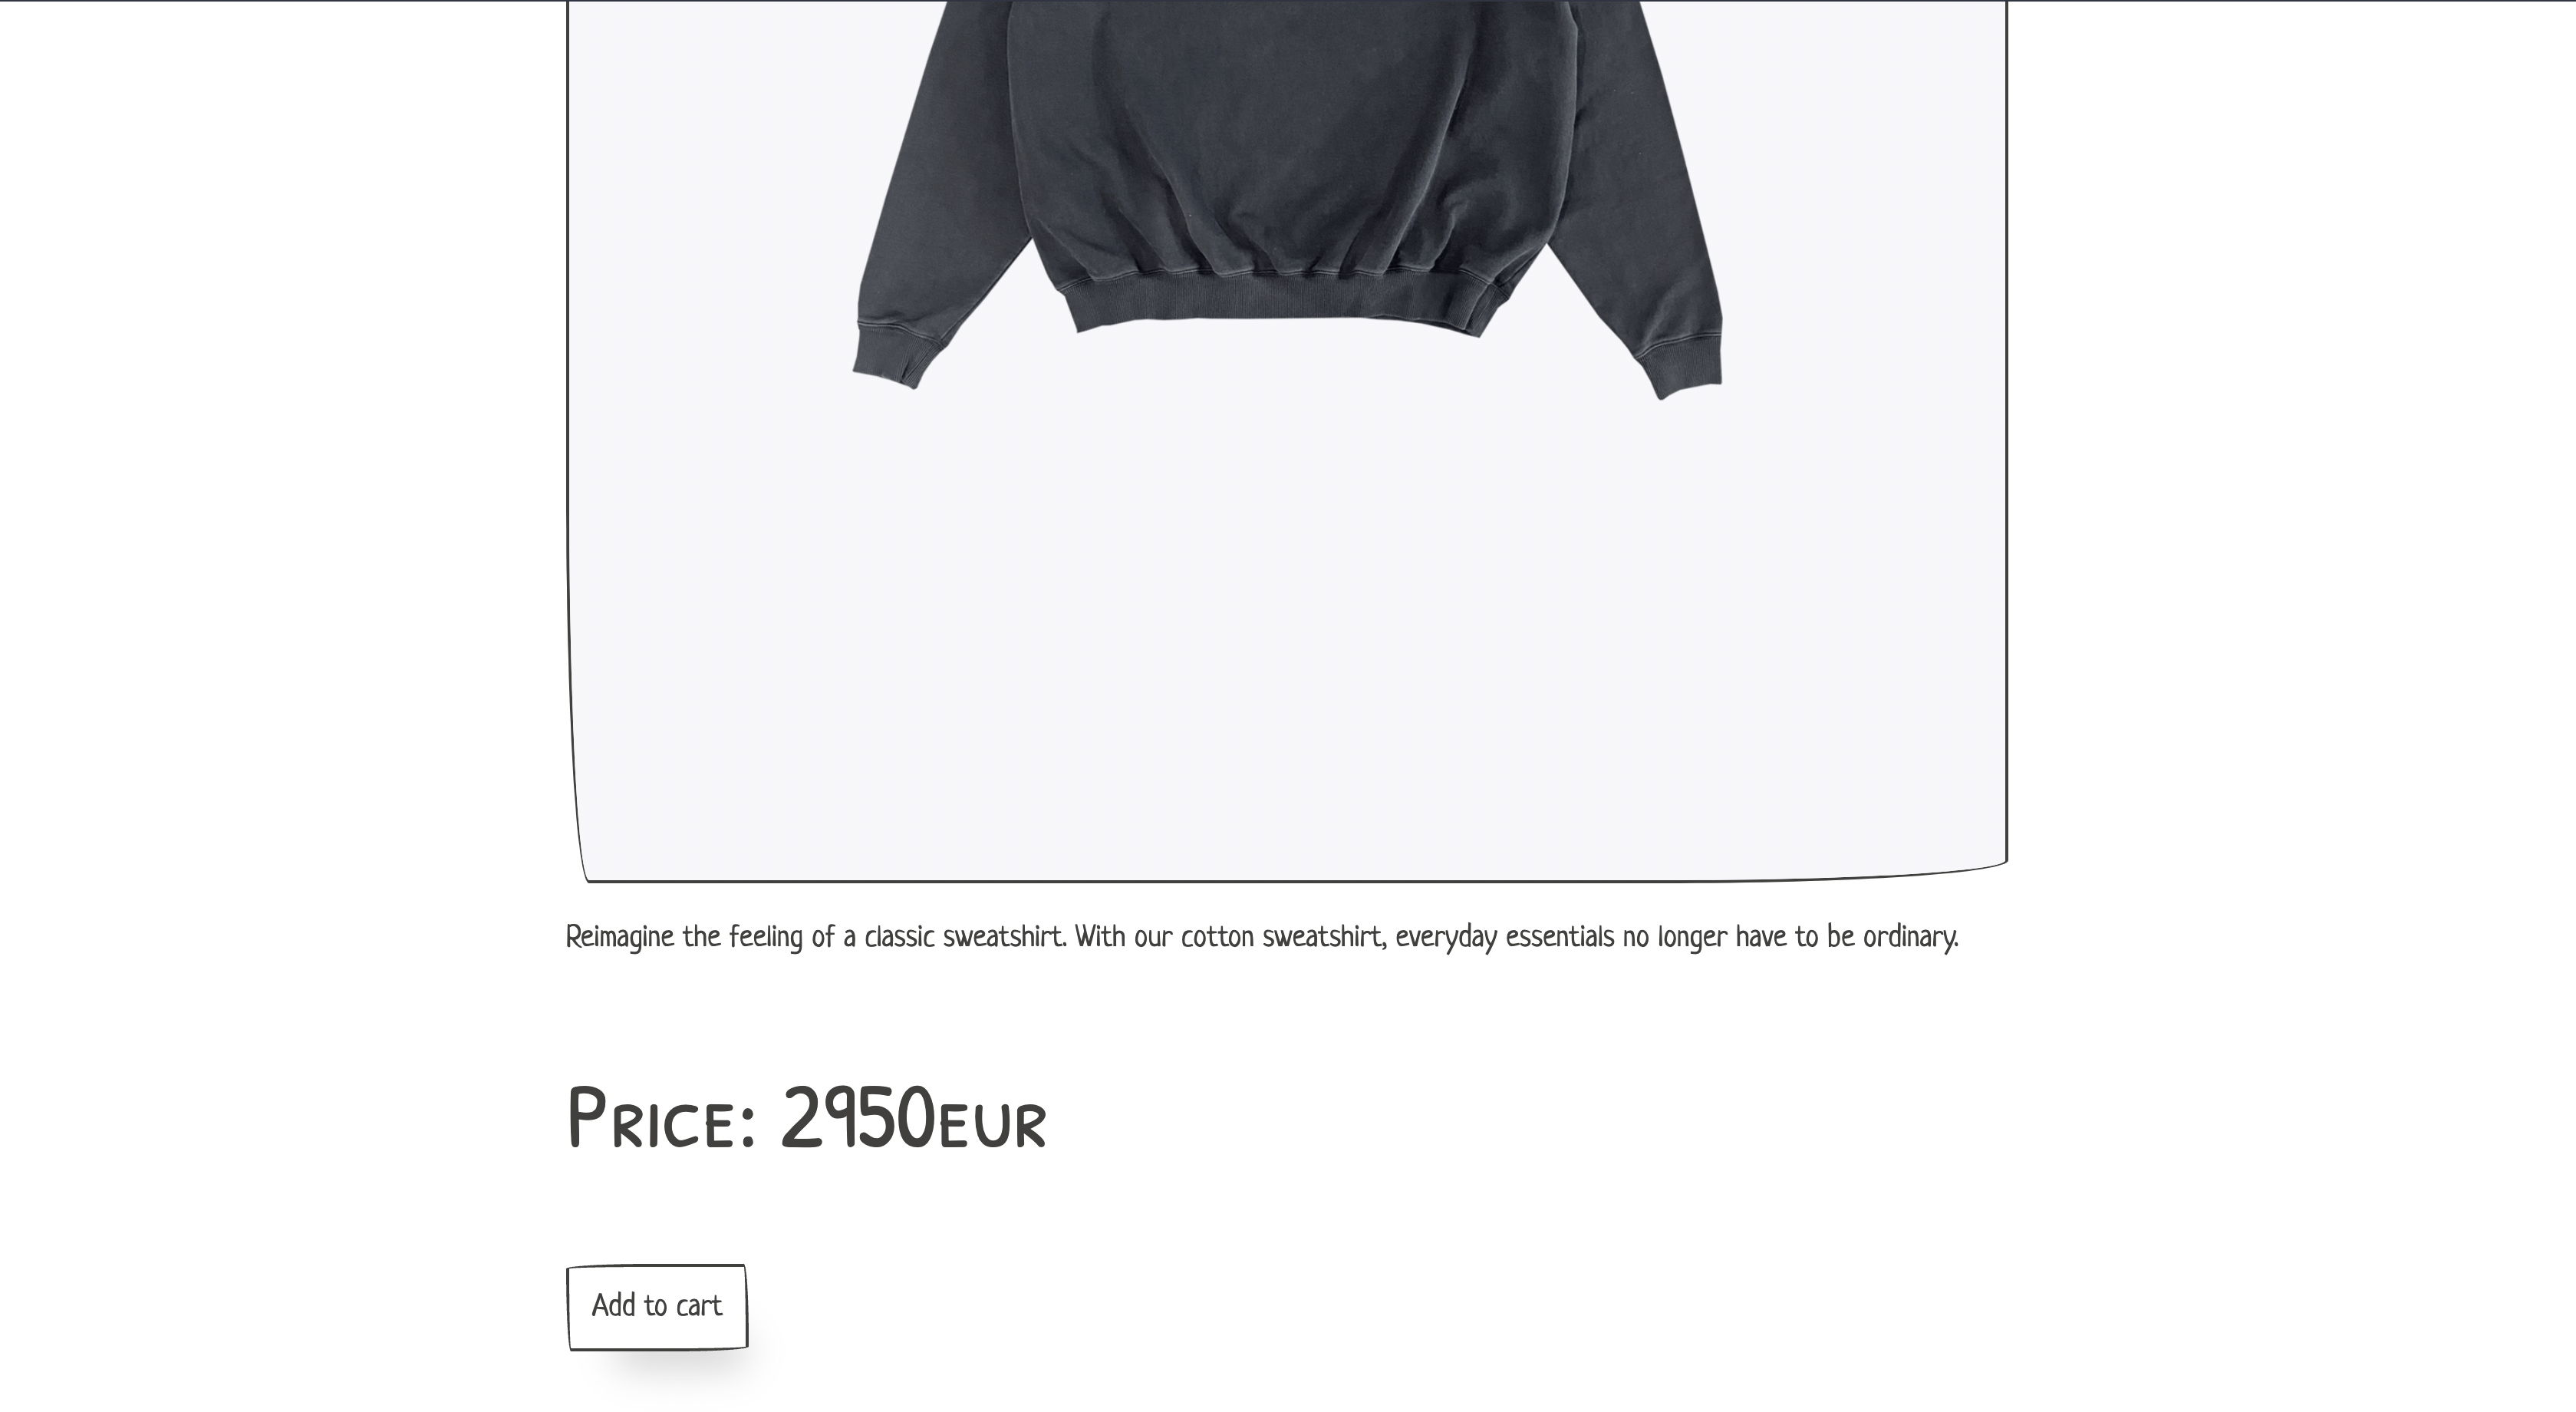 Reimagine the feeling of a classic sweatshirt. With our cotton sweatshirt, everyday essentials no longer have to be ordinary.
Price: 2950eur
Add to cart